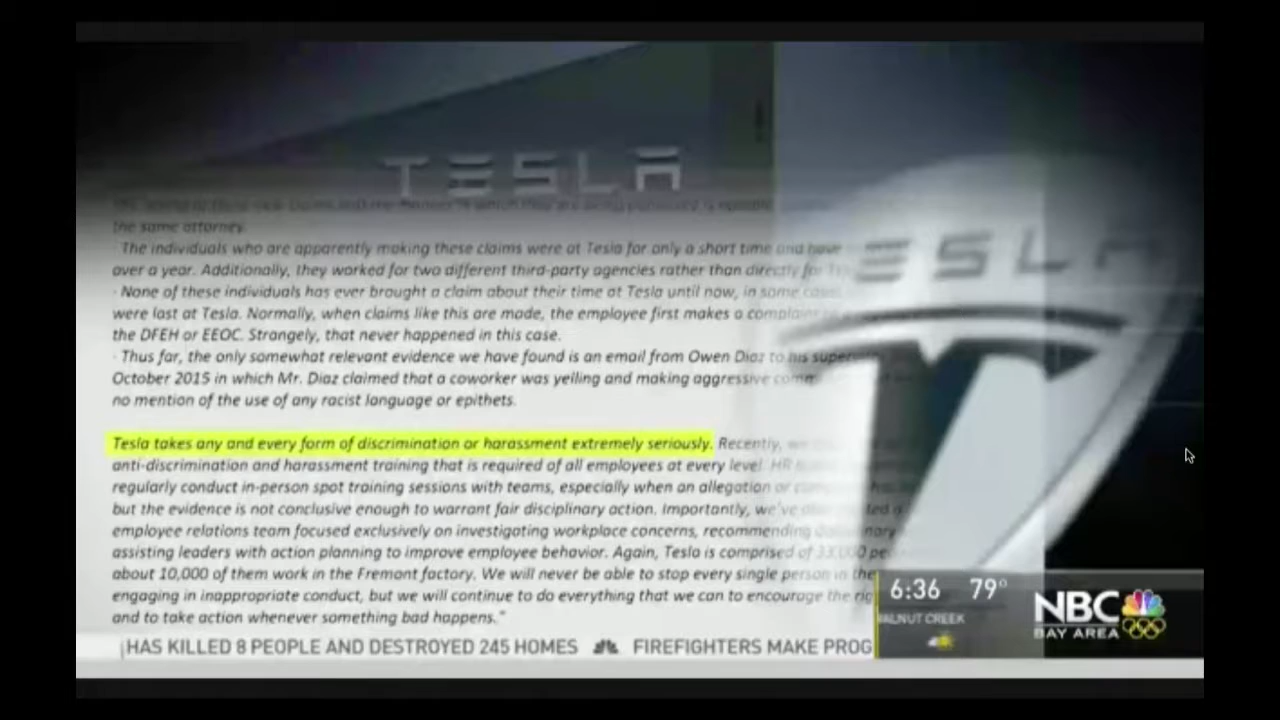 TESLA
the same attorney.
· The individuals who are apparently making these claims were at Tesla for only a short time and have
over a year. Additionally, they worked for two different third-party agencies rather than directly for
· None of these individuals has ever brought a claim about their time at Tesla until now, in some
were last at Tesla. Normally, when claims like this are made, the employee first makes a complaint
the DFEH or EEOC. Strangely, that never happened in this case.
· Thus far, the only somewhat relevant evidence we have found is an email from Owen Diaz to his
October 2015 in which Mr. Diaz claimed that a coworker was yelling and making aggressive
no mention of the use of any racist language or epithets.
Tesla takes any and every form of discrimination or harassment extremely seriously. Recently,
anti-discrimination and harassment training that is required of all employees at every level. HR
regularly conduct in-person spot training sessions with teams, especially when an allegation or
but the evidence is not conclusive enough to warrant fair disciplinary action. Importantly, we've
employee relations team focused exclusively on investigating workplace concerns, recommending
assisting leaders with action planning to improve employee behavior. Again, Tesla is comprised of 33,000
about 10,000 of them work in the Fremont factory. We will never be able to stop every single person in the
engaging in inappropriate conduct, but we will continue to do everything that we can to encourage the
and to take action whenever something bad happens."
ESLA
6:36 79°
WALNUT CREEK
NBC
BAY AREA
HAS KILLED 8 PEOPLE AND DESTROYED 245 HOMES FIREFIGHTERS MAKE PROG